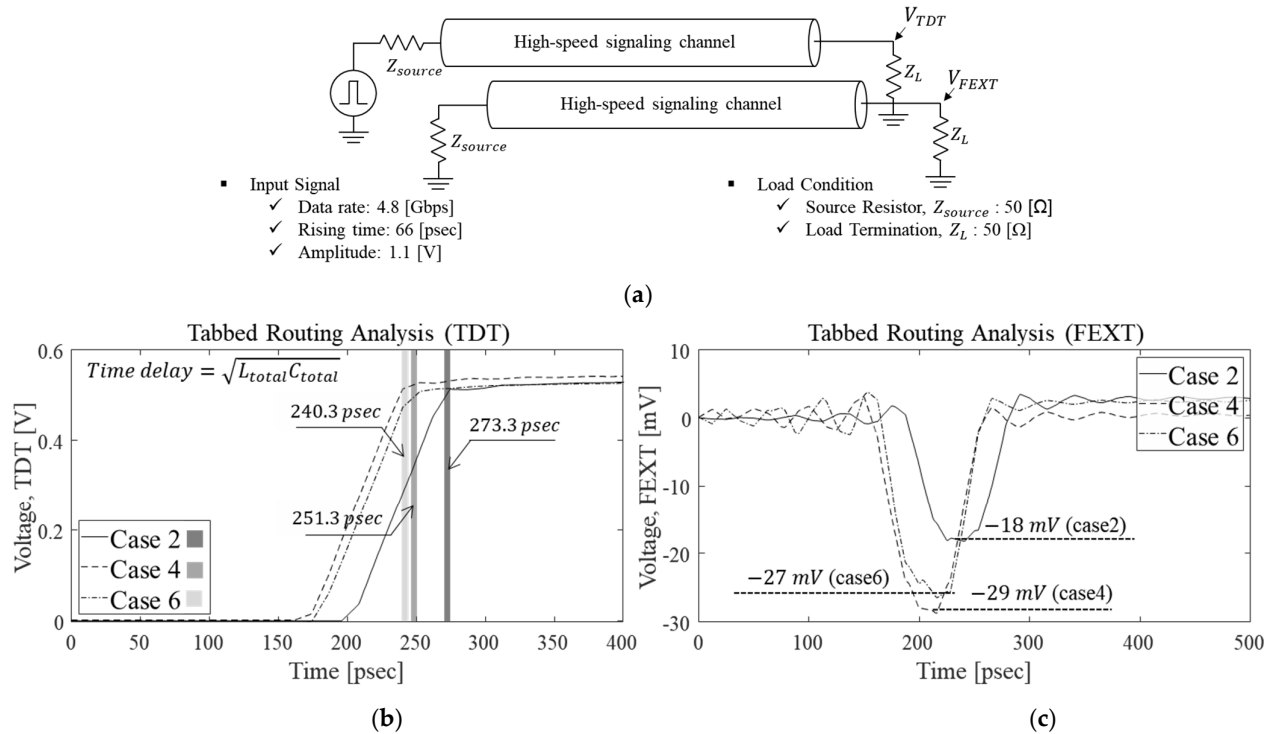 V_TDT
High-speed signaling channel
Z_source
Z_L
V_FEXT
High-speed signaling channel
Z_source
Z_L
▪ Input Signal
✓ Data rate: 4.8 [Gbps]
✓ Rising time: 66 [psec]
✓ Amplitude: 1.1 [V]
▪ Load Condition
✓ Source Resistor, Z_source : 50 [Ω]
✓ Load Termination, Z_L : 50 [Ω]
(a)
Tabbed Routing Analysis (TDT)
Voltage, TDT [V]
0.6
0.4
0.2
0
Time delay = √L_total C_total
240.3 psec
273.3 psec
251.3 psec
Case 2
Case 4
Case 6
0 50 100 150 200 250 300 350 400
Time [psec]
(b)
Tabbed Routing Analysis (FEXT)
Voltage, FEXT [mV]
10
0
-10
-20
-30
Case 2
Case 4
Case 6
−18 mV (case2)
−27 mV (case6)
−29 mV (case4)
0 100 200 300 400 500
Time [psec]
(c)